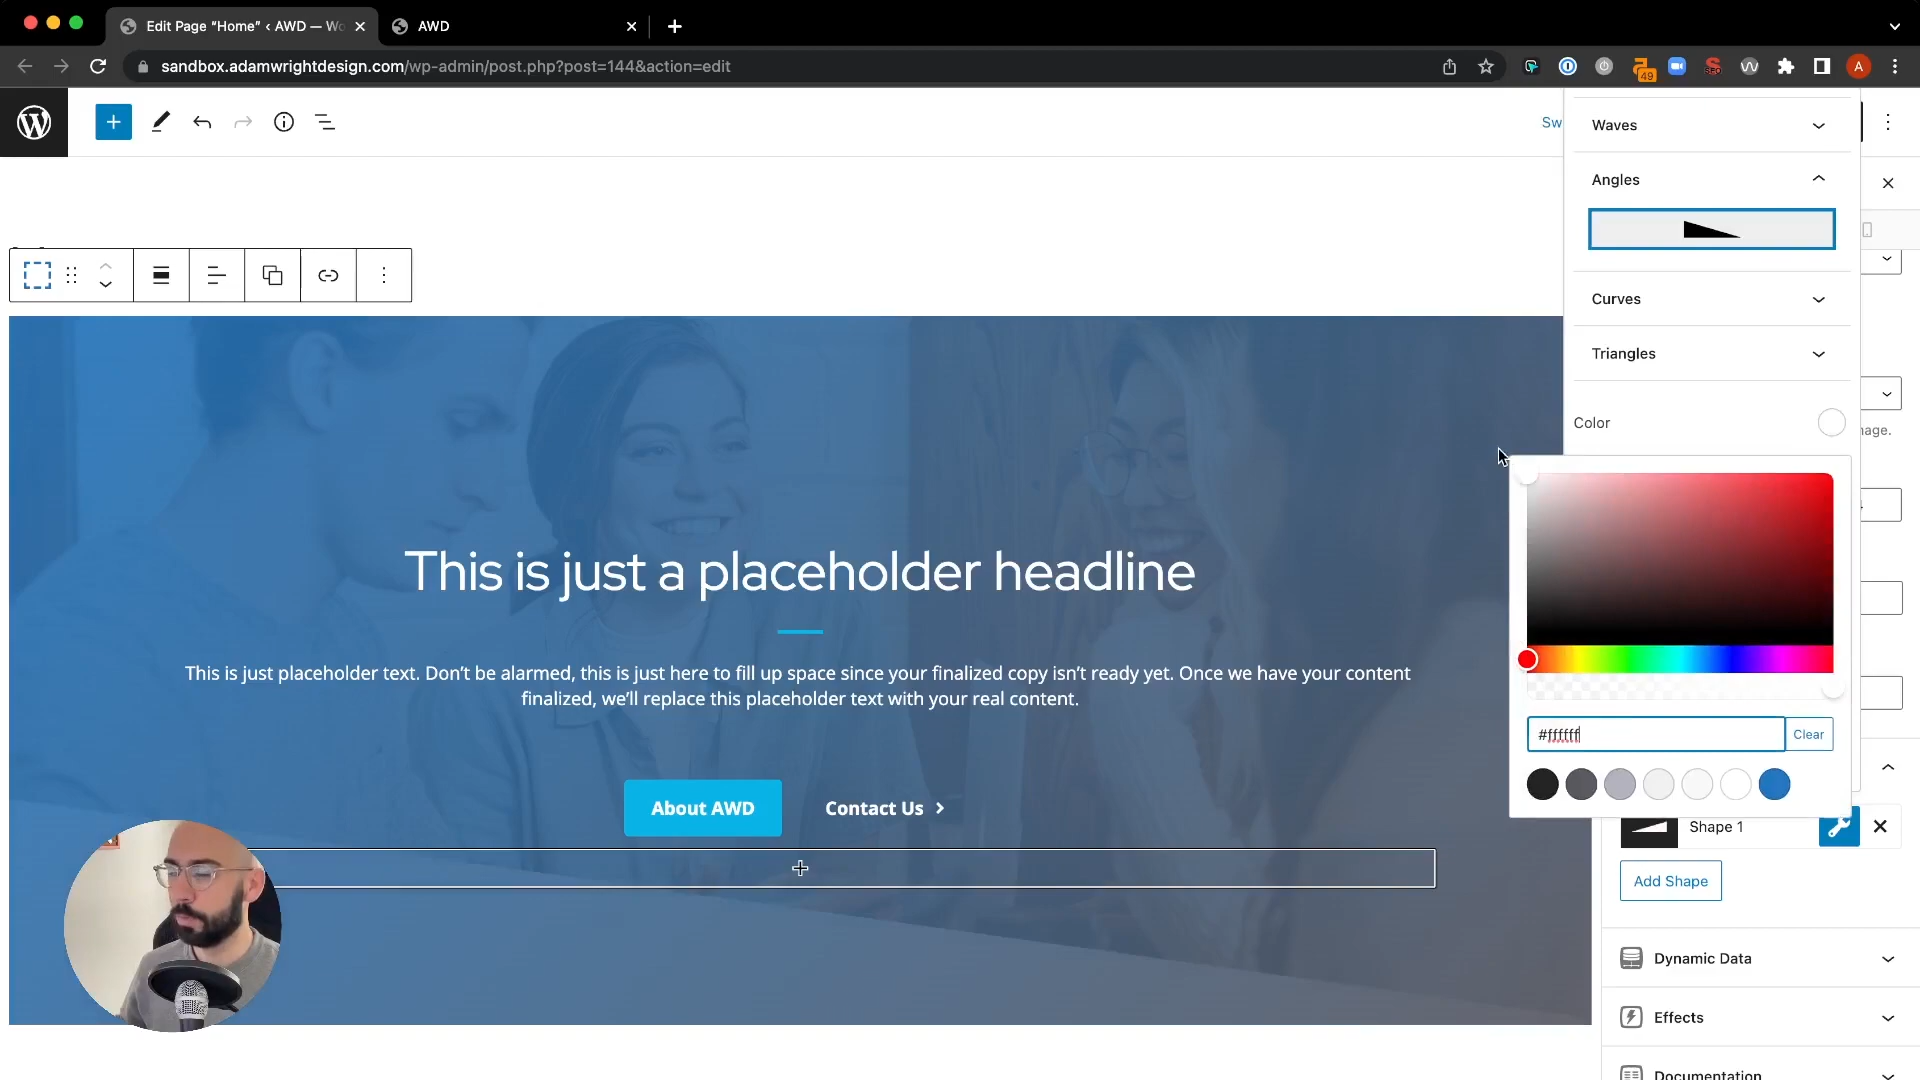 Edit Page “Home” ‹ AWD — Wo
AWD
sandbox.adamwrightdesign.com/wp-admin/post.php?post=144&action=edit
49
SEO
A
Sw
Waves
Angles
Curves
Triangles
Color
nage.
This is just a placeholder headline
This is just placeholder text. Don’t be alarmed, this is just here to fill up space since your finalized copy isn’t ready yet. Once we have your content
finalized, we’ll replace this placeholder text with your real content.
#ffffff
Clear
About AWD
Contact Us
Shape 1
Add Shape
Dynamic Data
Effects
Documentation